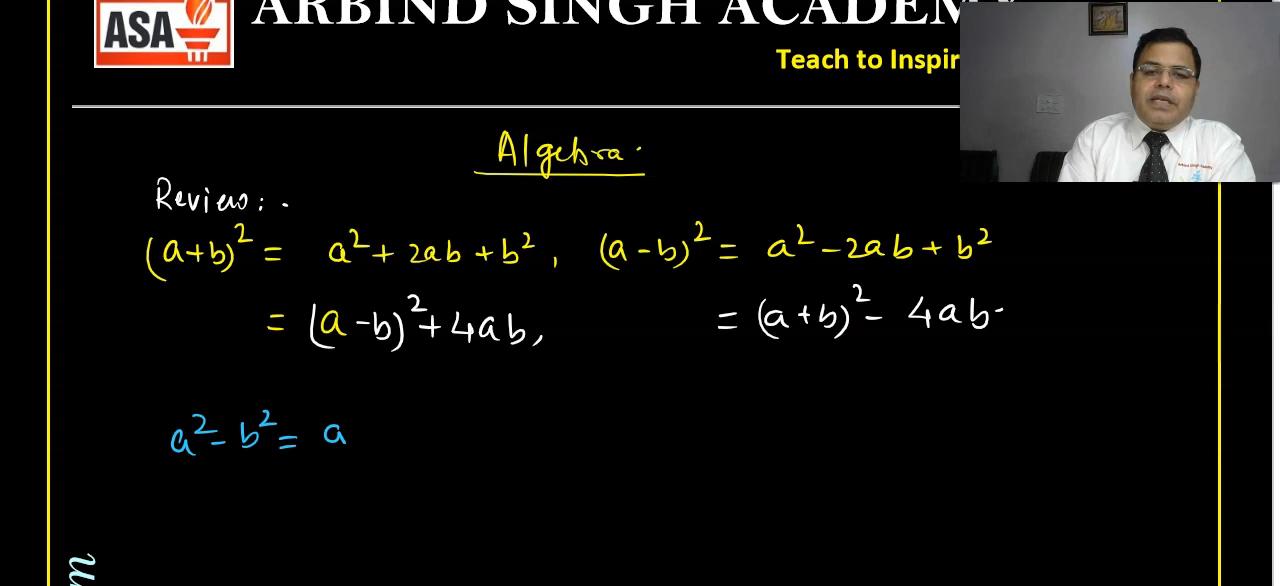 ASA
ARBIND SINGH ACADEMY
Teach to Inspir
Algebra.
Review: .
(a+b)² = a² + 2ab + b² , (a-b)² = a² - 2ab + b²
= (a-b)² + 4ab, = (a+b)² - 4ab.
a² - b² = a
m